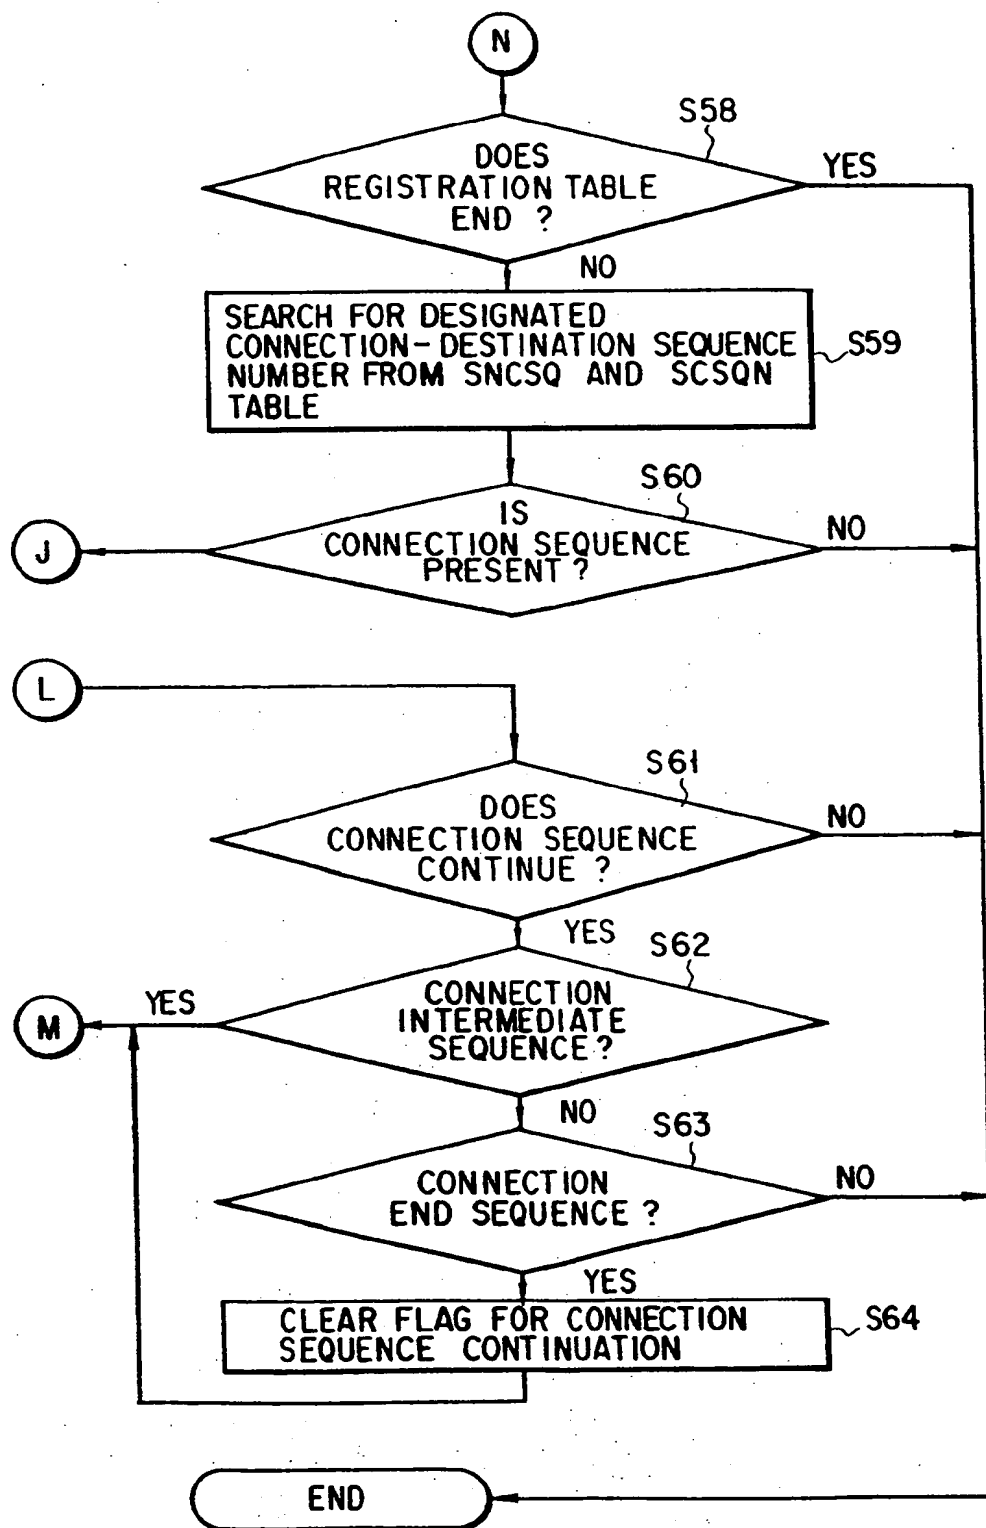 N
S58
DOES
REGISTRATION TABLE
END ?
YES
NO
SEARCH FOR DESIGNATED
CONNECTION-DESTINATION SEQUENCE
NUMBER FROM SNCSQ AND SCSQN
TABLE
S59
S60
IS
CONNECTION SEQUENCE
PRESENT ?
NO
J
L
S61
DOES
CONNECTION SEQUENCE
CONTINUE ?
NO
YES
S62
CONNECTION
INTERMEDIATE
SEQUENCE ?
YES
M
NO
S63
CONNECTION
END SEQUENCE ?
NO
YES
CLEAR FLAG FOR CONNECTION
SEQUENCE CONTINUATION
S64
END